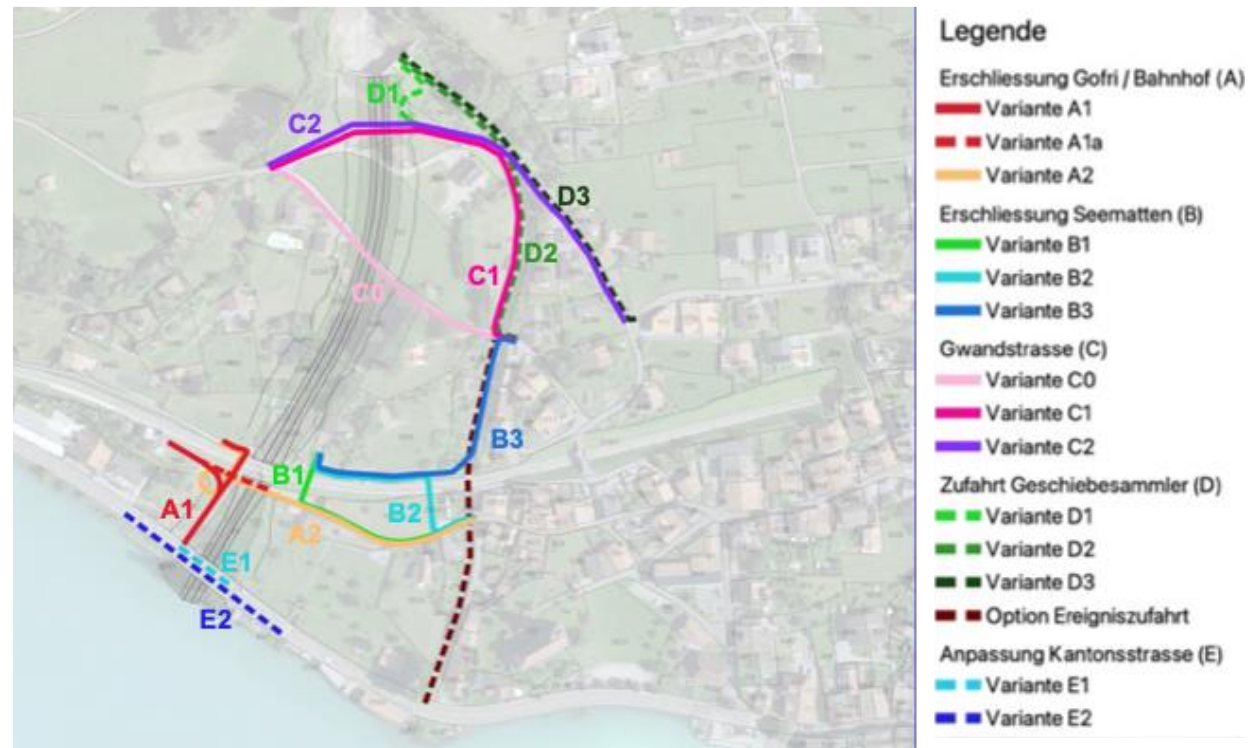 D1
C2
D3
D2
C1
C0
B3
B1
B2
A1
A2
E1
E2
Legende
Erschliessung Gofri / Bahnhof (A)
Variante A1
Variante A1a
Variante A2
Erschliessung Seematten (B)
Variante B1
Variante B2
Variante B3
Gwandstrasse (C)
Variante C0
Variante C1
Variante C2
Zufahrt Geschiebesammler (D)
Variante D1
Variante D2
Variante D3
Option Ereigniszufahrt
Anpassung Kantonsstrasse (E)
Variante E1
Variante E2